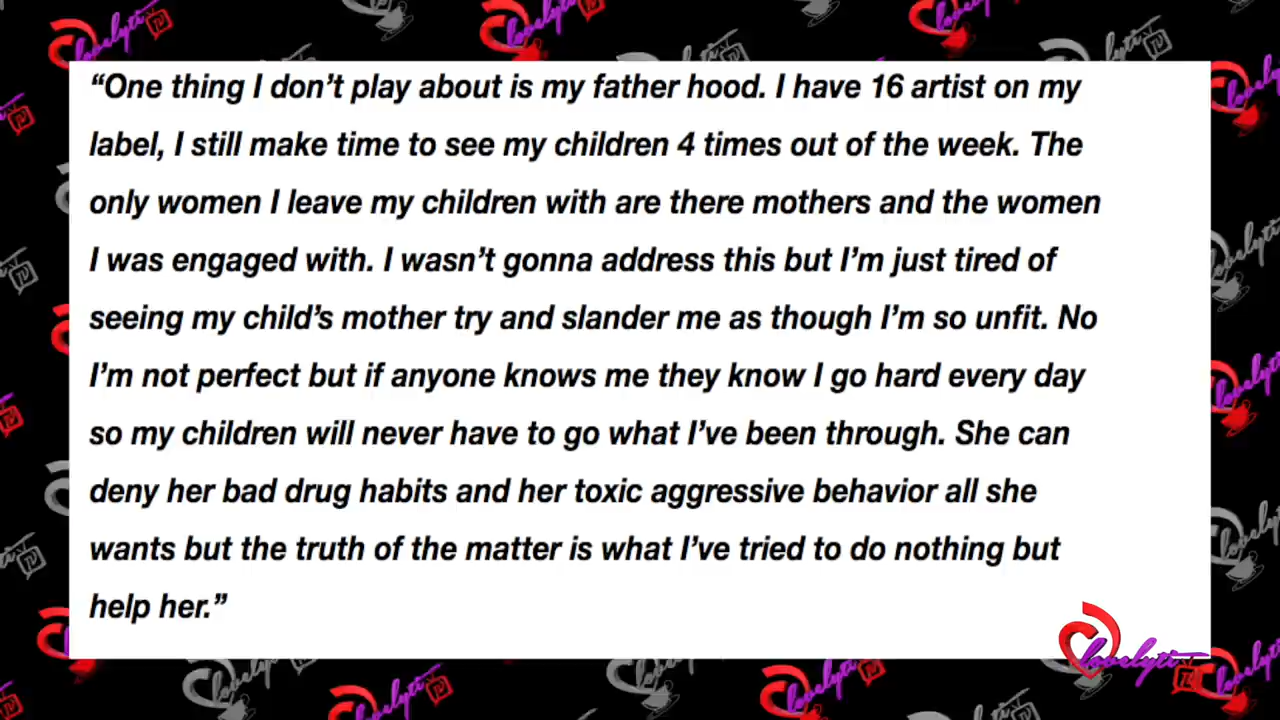 “One thing I don’t play about is my father hood. I have 16 artist on my
label, I still make time to see my children 4 times out of the week. The
only women I leave my children with are there mothers and the women
I was engaged with. I wasn’t gonna address this but I’m just tired of
seeing my child’s mother try and slander me as though I’m so unfit. No
I’m not perfect but if anyone knows me they know I go hard every day
so my children will never have to go what I’ve been through. She can
deny her bad drug habits and her toxic aggressive behavior all she
wants but the truth of the matter is what I’ve tried to do nothing but
help her.”
lovelyti